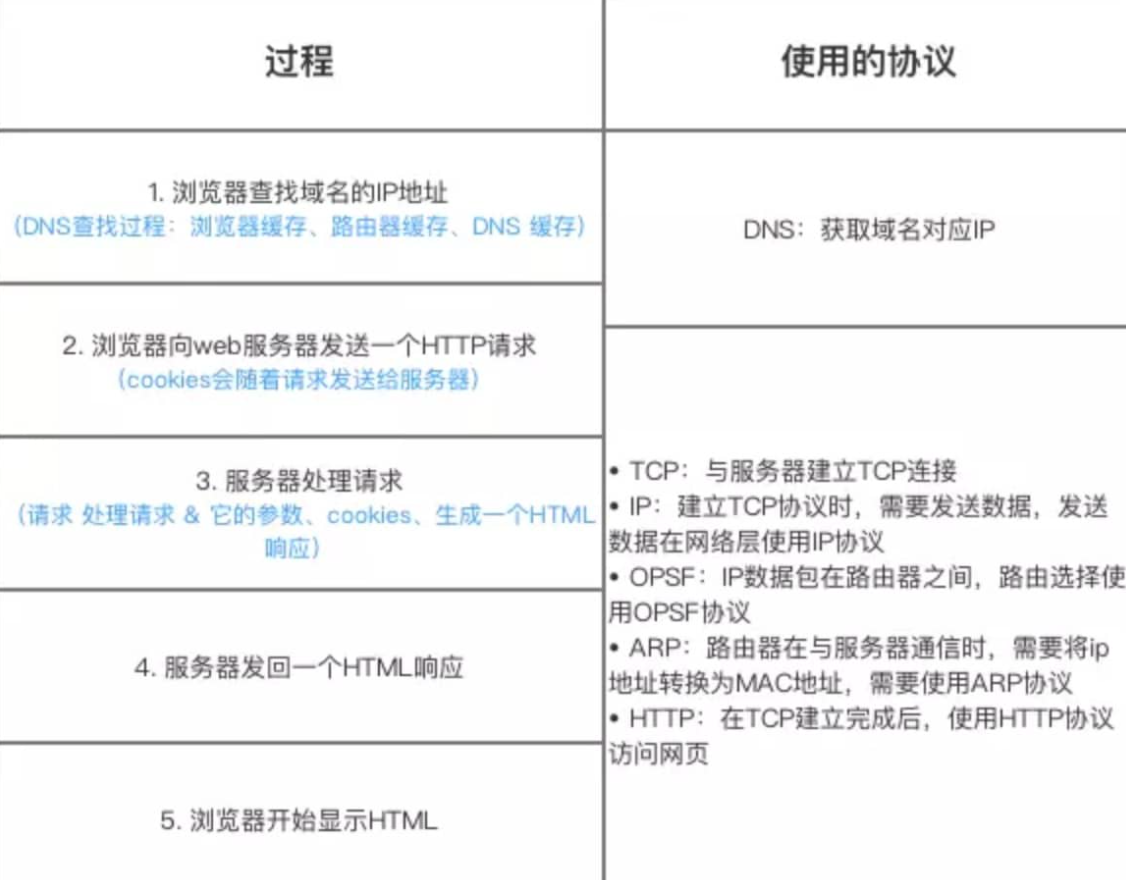 过程
使用的协议
1. 浏览器查找域名的IP地址
（DNS查找过程：浏览器缓存、路由器缓存、DNS 缓存）
DNS：获取域名对应IP
2. 浏览器向web服务器发送一个HTTP请求
（cookies会随着请求发送给服务器）
3. 服务器处理请求
（请求 处理请求 & 它的参数、cookies、生成一个HTML
响应）
4. 服务器发回一个HTML响应
5. 浏览器开始显示HTML
• TCP：与服务器建立TCP连接
• IP：建立TCP协议时，需要发送数据，发送
数据在网络层使用IP协议
• OPSF：IP数据包在路由器之间，路由选择使
用OPSF协议
• ARP：路由器在与服务器通信时，需要将ip
地址转换为MAC地址，需要使用ARP协议
• HTTP：在TCP建立完成后，使用HTTP协议
访问网页